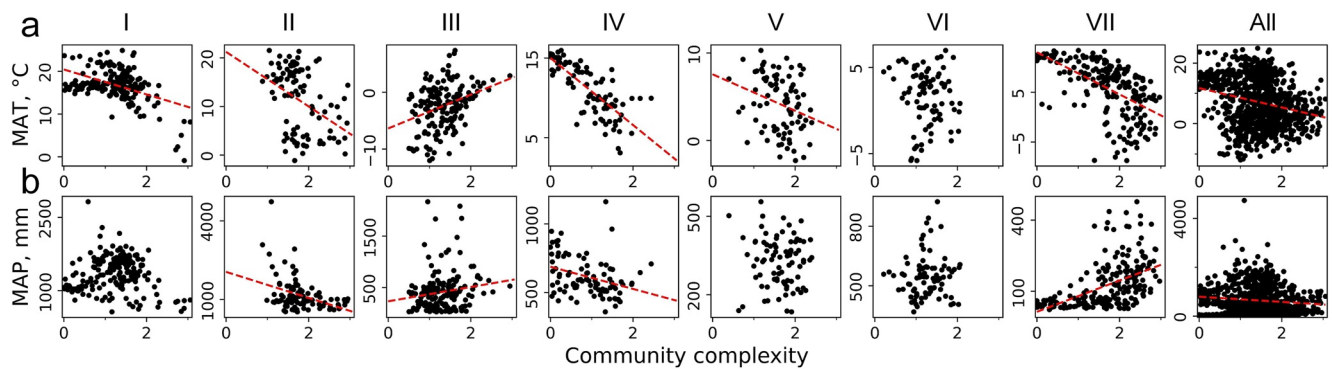 a I II III IV V VI VII All
MAT, °C
20 10 0
20 10 0
0 −10
15 5
10 0
5 −5
5 −5
20 0
0 2 0 2 0 2 0 2 0 2 0 2 0 2 0 2
b
MAP, mm
2500 1000
4000 1000
1500 500
1000 500
500 200
800 500
400 100
4000 0
0 2 0 2 0 2 0 2 0 2 0 2 0 2 0 2
Community complexity